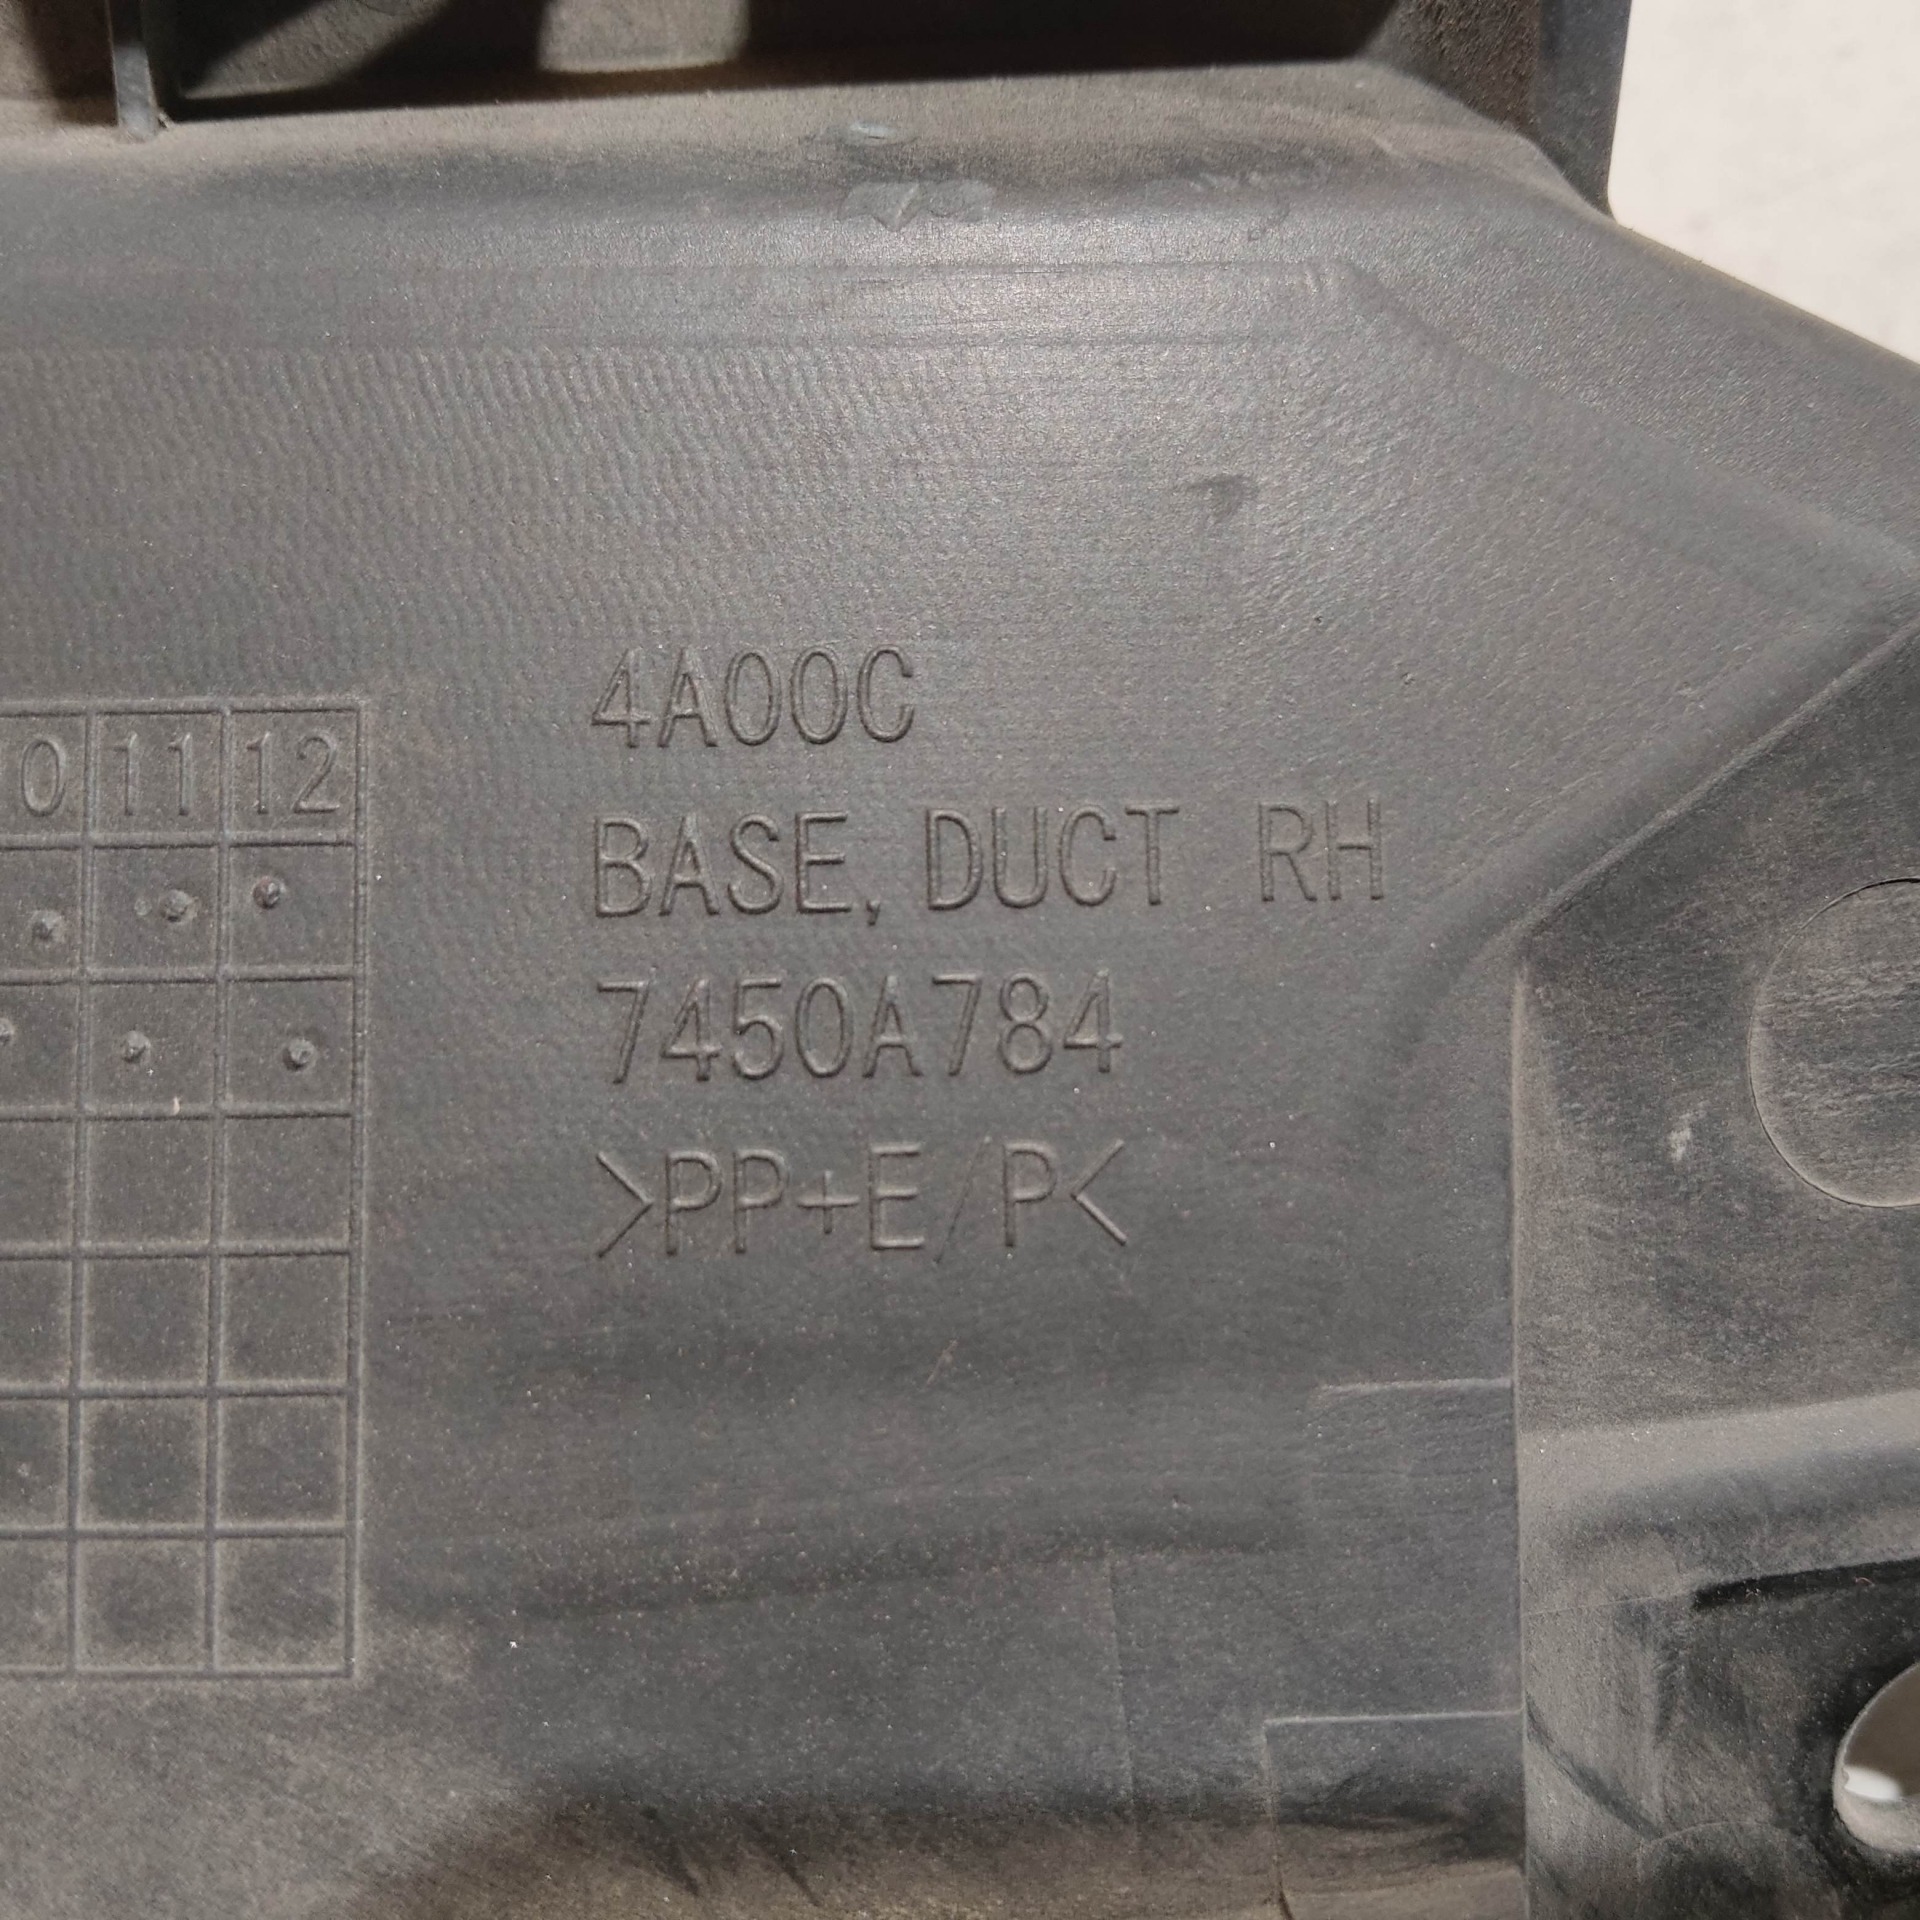 4A00C
BASE, DUCT RH
7450A784
>PP+E/P<
0 11 12